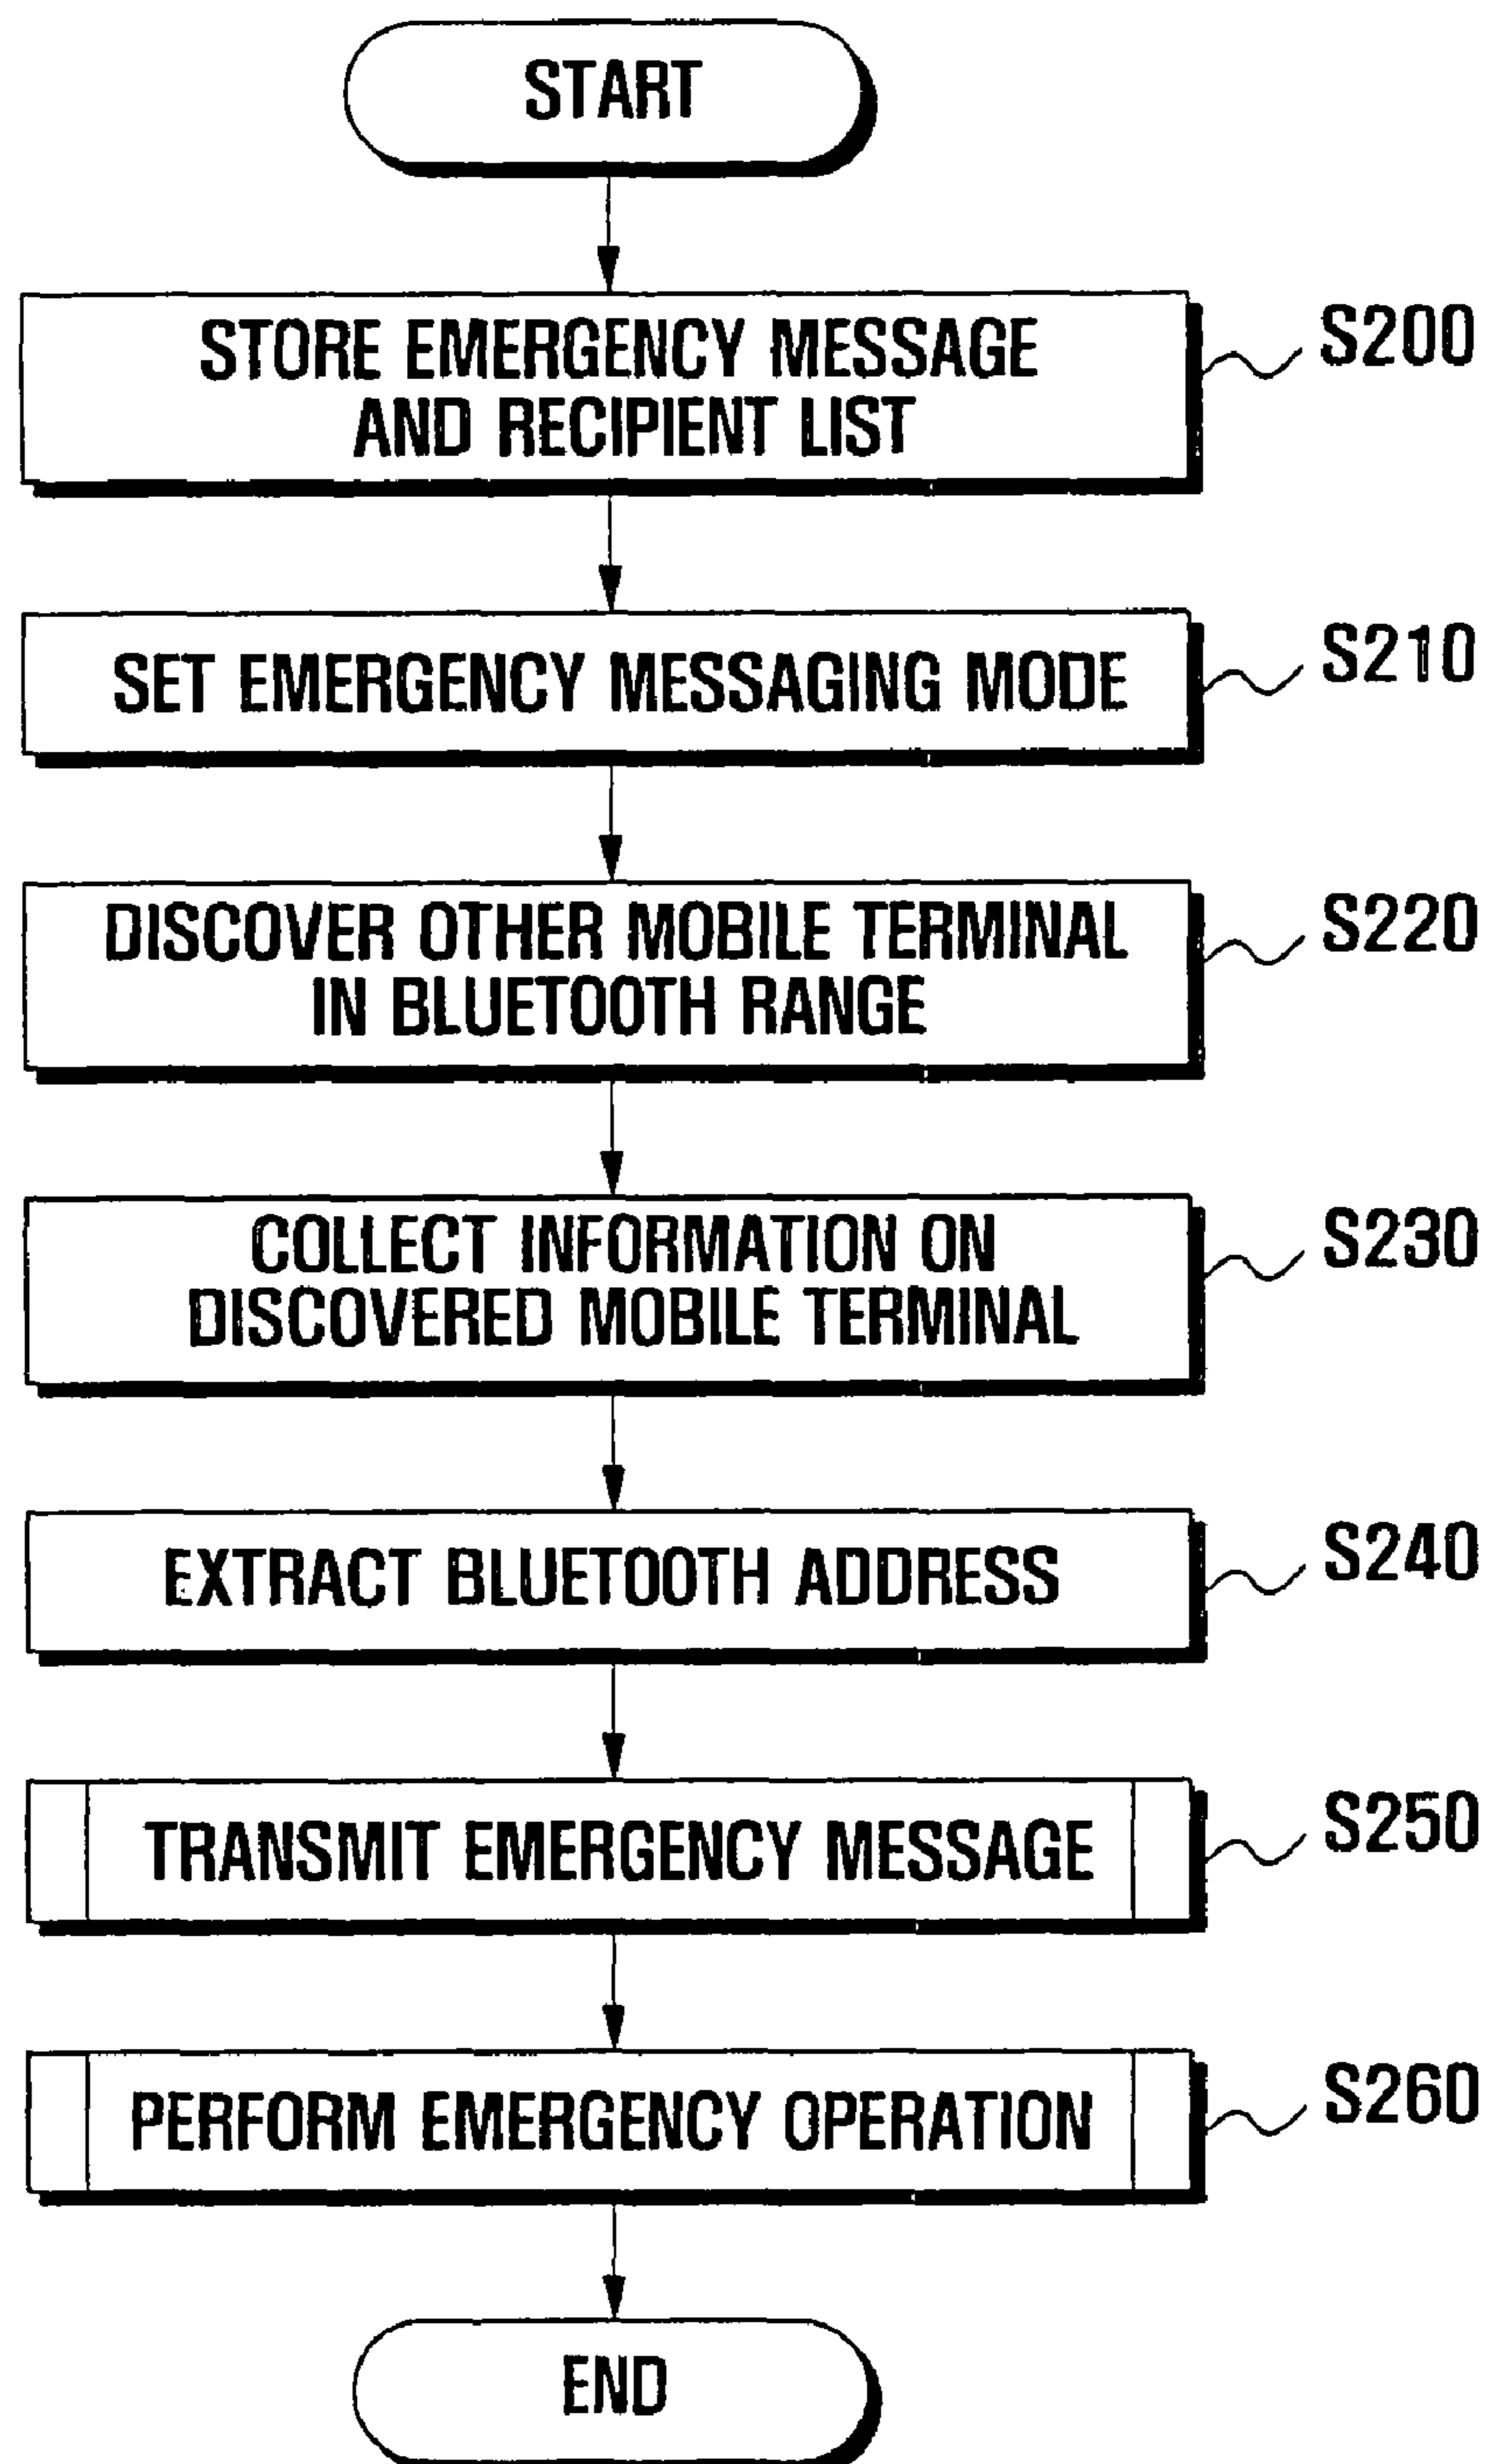 START
STORE EMERGENCY MESSAGE
AND RECIPIENT LIST
S200
SET EMERGENCY MESSAGING MODE
S210
DISCOVER OTHER MOBILE TERMINAL
IN BLUETOOTH RANGE
S220
COLLECT INFORMATION ON
DISCOVERED MOBILE TERMINAL
S230
EXTRACT BLUETOOTH ADDRESS
S240
TRANSMIT EMERGENCY MESSAGE
S250
PERFORM EMERGENCY OPERATION
S260
END